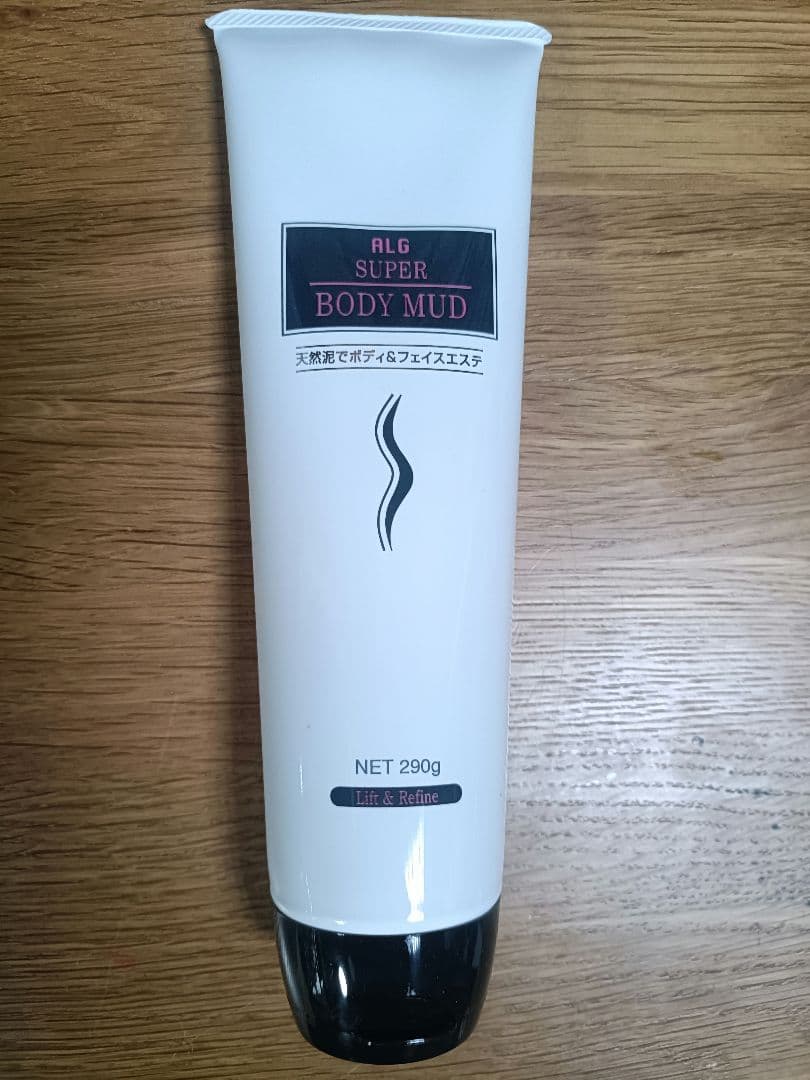 ALG
SUPER
BODY MUD
天然泥でボディ&フェイスエステ
NET 290g
Lift & Refine